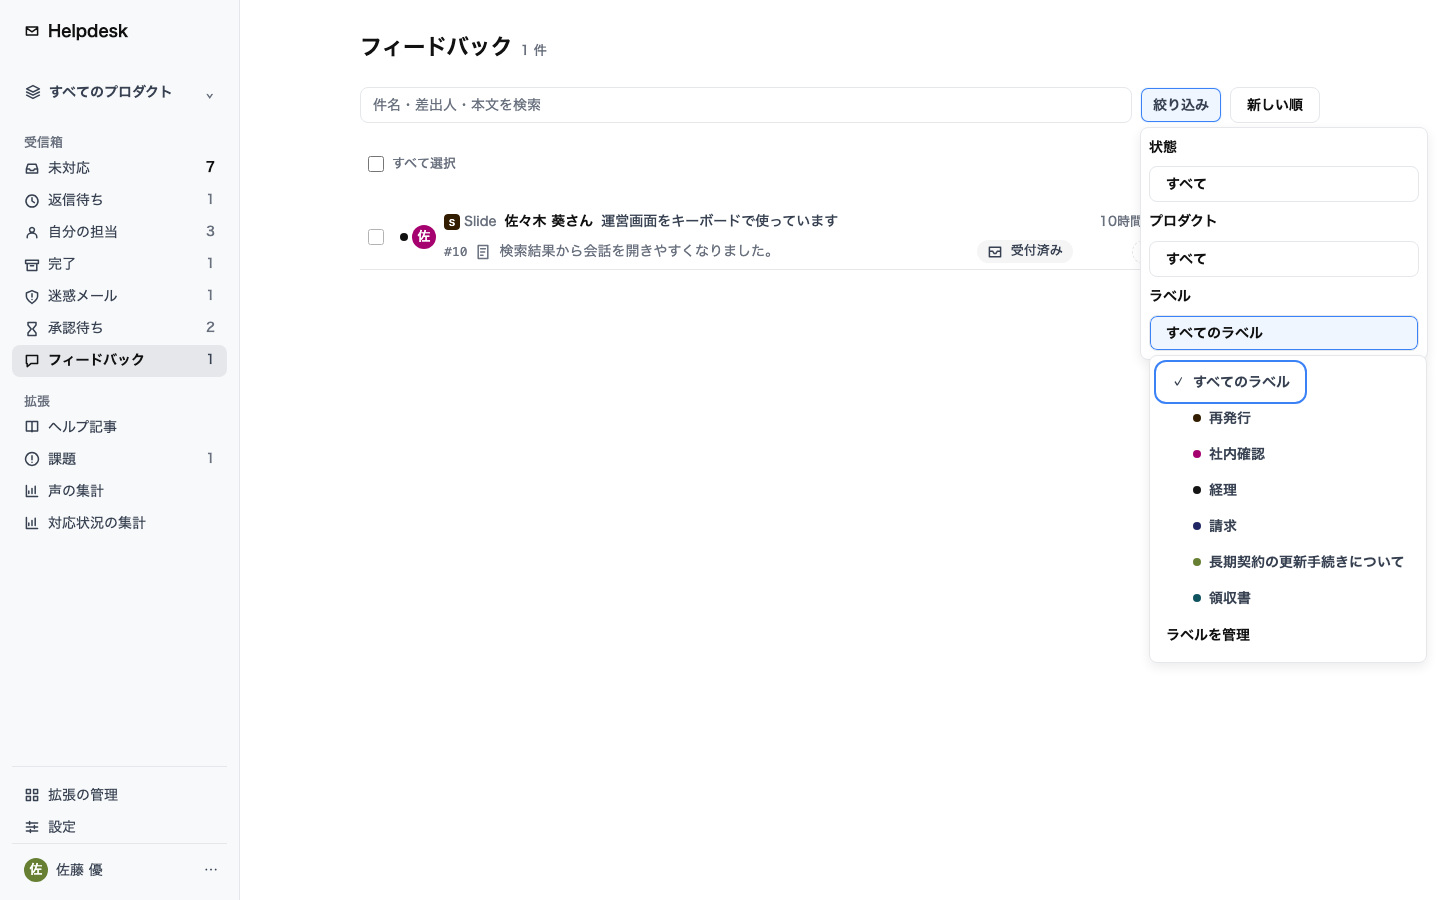 Helpdesk
すべてのプロダクト
受信箱
未対応 7
返信待ち 1
自分の担当 3
完了 1
迷惑メール 1
承認待ち 2
フィードバック 1
拡張
ヘルプ記事
課題 1
声の集計
対応状況の集計
拡張の管理
設定
佐 佐藤 優 …
フィードバック 1 件
件名・差出人・本文を検索
絞り込み
新しい順
すべて選択
佐
S Slide 佐々木 葵さん 運営画面をキーボードで使っています 10時間
#10 検索結果から会話を開きやすくなりました。 受付済み
状態
すべて
プロダクト
すべて
ラベル
すべてのラベル
✓ すべてのラベル
再発行
社内確認
経理
請求
長期契約の更新手続きについて
領収書
ラベルを管理